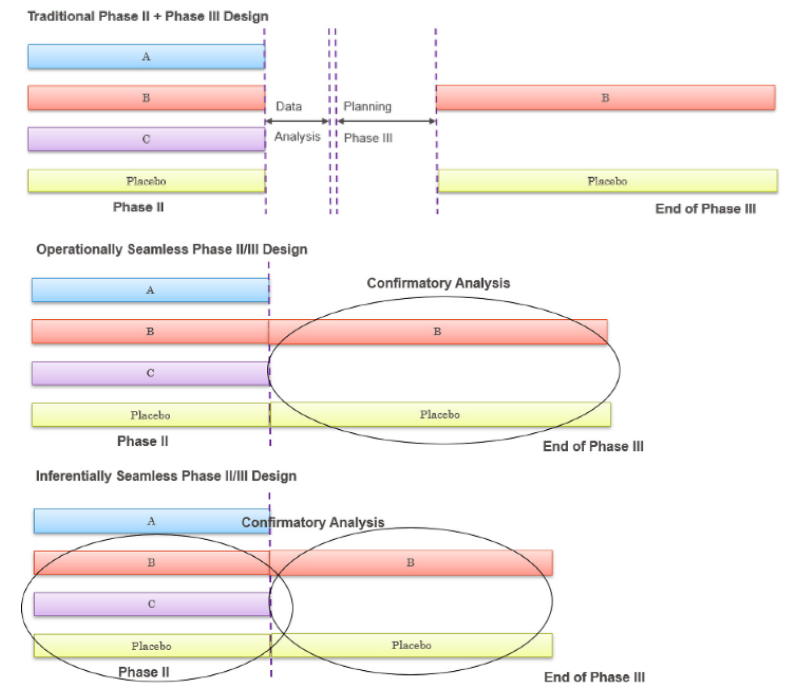 Traditional Phase II + Phase III Design
A
B
Data
Planning
B
Analysis
Phase III
C
Placebo
Placebo
Phase II
End of Phase III
Operationally Seamless Phase II/III Design
Confirmatory Analysis
A
B
B
C
Placebo
Placebo
Phase II
End of Phase III
Inferentially Seamless Phase II/III Design
A
Confirmatory Analysis
B
B
C
Placebo
Placebo
Phase II
End of Phase III